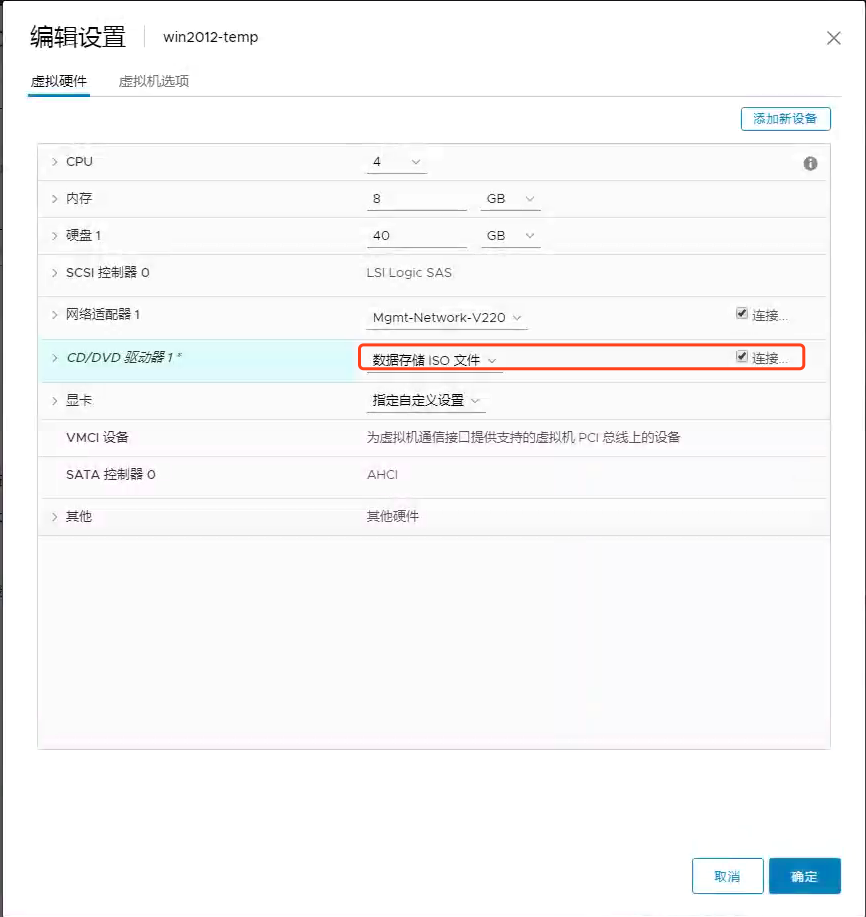 编辑设置 win2012-temp
虚拟硬件 虚拟机选项
添加新设备
CPU 4
内存 8 GB
硬盘 1 40 GB
SCSI 控制器 0 LSI Logic SAS
网络适配器 1 Mgmt-Network-V220 连接...
CD/DVD 驱动器 1 * 数据存储 ISO 文件 连接...
显卡 指定自定义设置
VMCI 设备 为虚拟机通信接口提供支持的虚拟机 PCI 总线上的设备
SATA 控制器 0 AHCI
其他 其他硬件
取消 确定